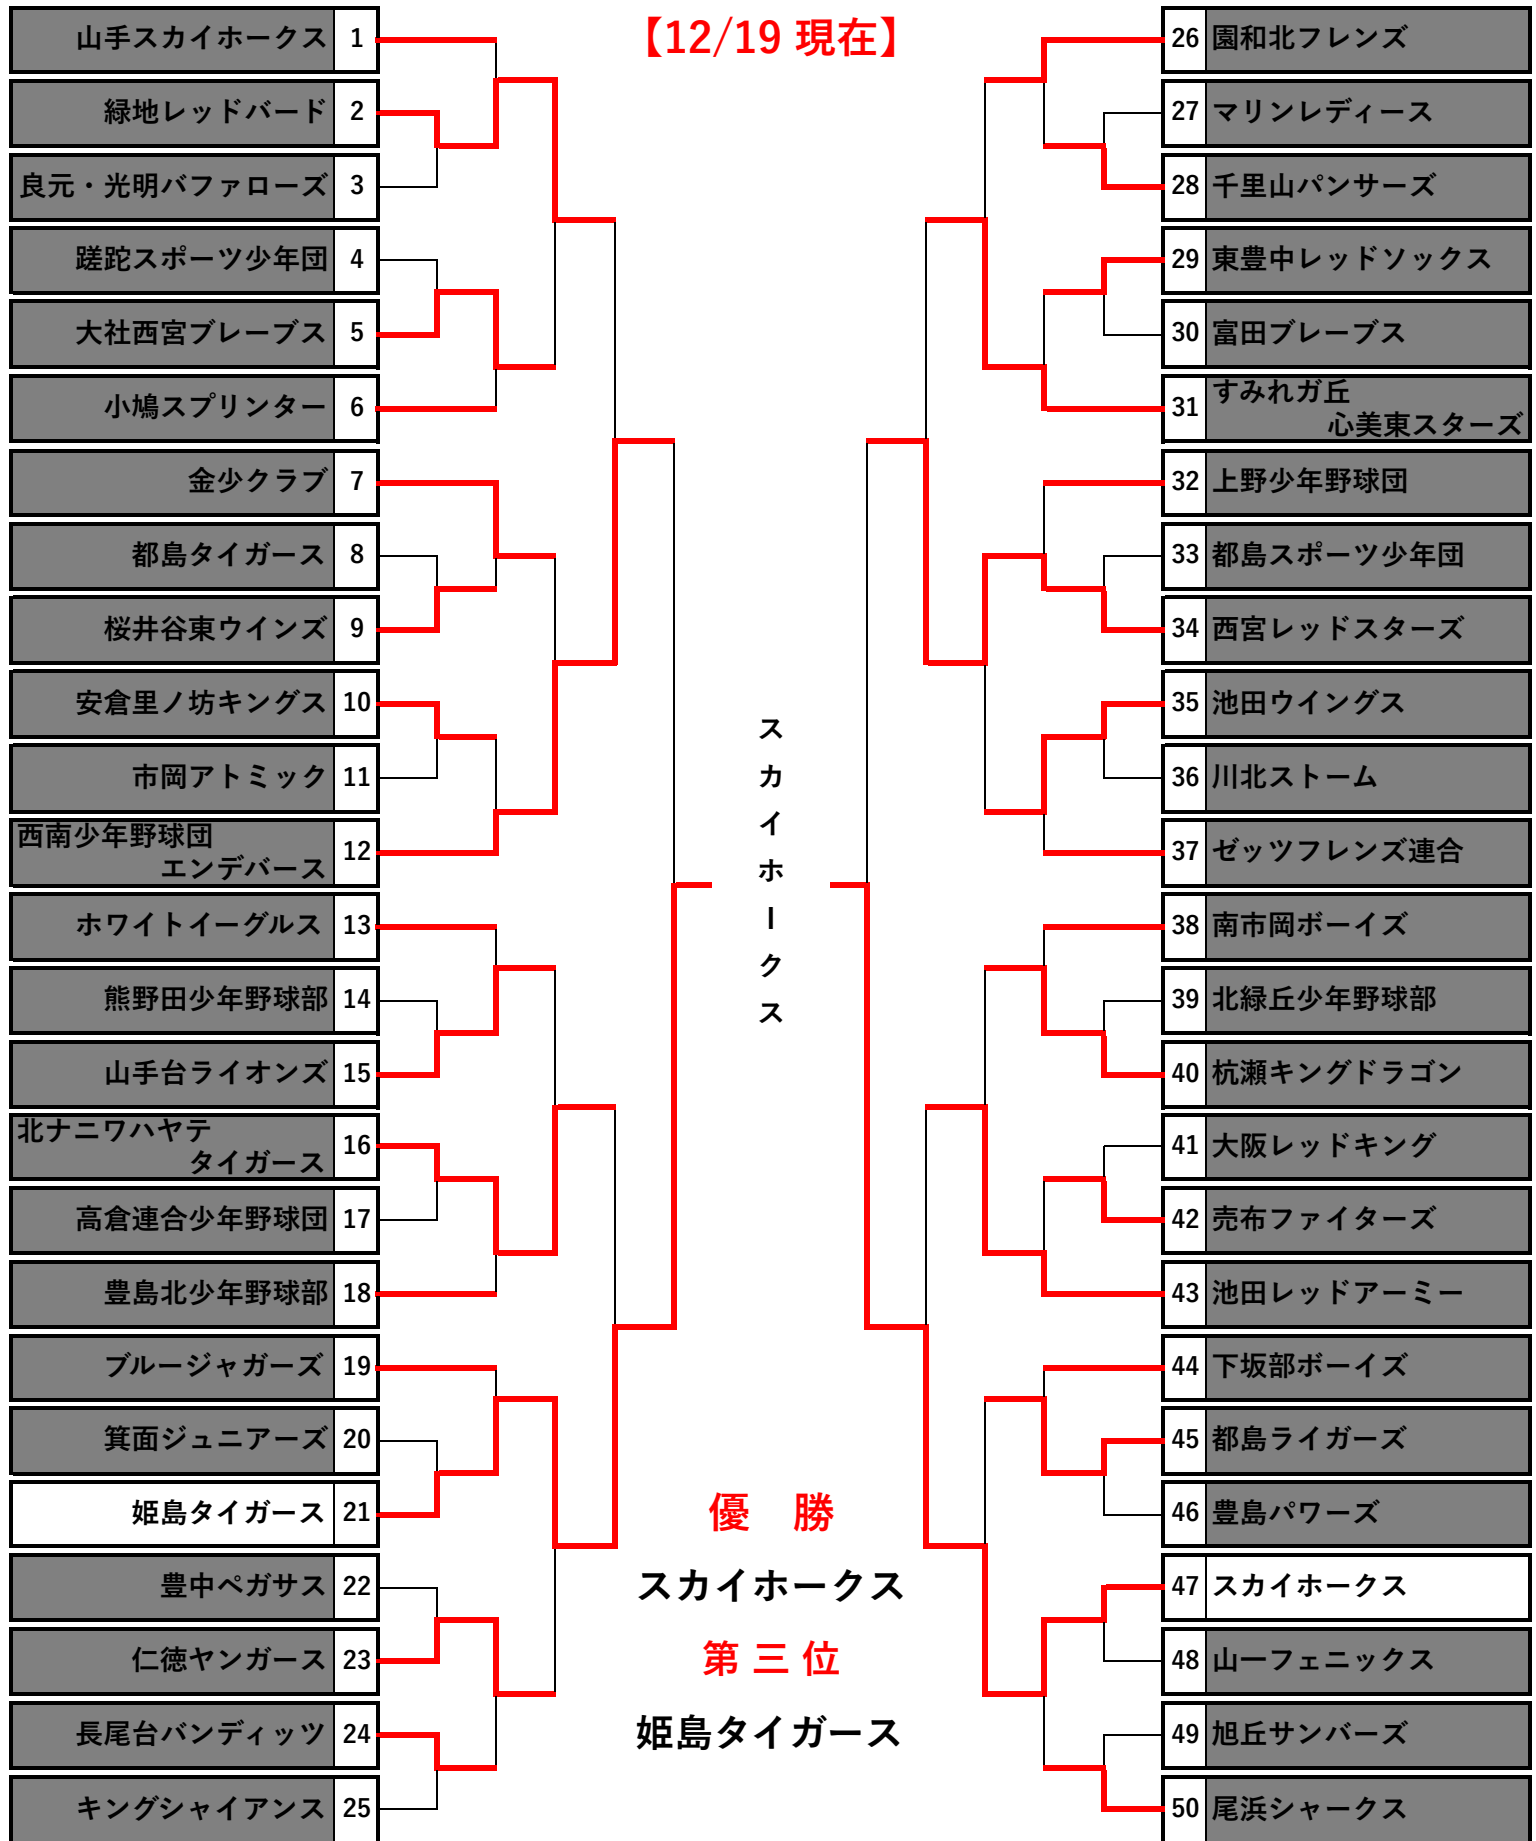 【12/19 現在】
山手スカイホークス 1
緑地レッドバード 2
良元・光明バファローズ 3
蹉跎スポーツ少年団 4
大社西宮ブレーブス 5
小鳩スプリンター 6
金少クラブ 7
都島タイガース 8
桜井谷東ウインズ 9
安倉里ノ坊キングス 10
市岡アトミック 11
西南少年野球団
エンデバース 12
ホワイトイーグルス 13
熊野田少年野球部 14
山手台ライオンズ 15
北ナニワハヤテ
タイガース 16
高倉連合少年野球団 17
豊島北少年野球部 18
ブルージャガーズ 19
箕面ジュニアーズ 20
姫島タイガース 21
豊中ペガサス 22
仁徳ヤンガース 23
長尾台バンディッツ 24
キングシャイアンス 25
スカイホークス
優 勝
スカイホークス
第 三 位
姫島タイガース
26 園和北フレンズ
27 マリンレディース
28 千里山パンサーズ
29 東豊中レッドソックス
30 富田ブレーブス
31 すみれガ丘
心美東スターズ
32 上野少年野球団
33 都島スポーツ少年団
34 西宮レッドスターズ
35 池田ウイングス
36 川北ストーム
37 ゼッツフレンズ連合
38 南市岡ボーイズ
39 北緑丘少年野球部
40 杭瀬キングドラゴン
41 大阪レッドキング
42 売布ファイターズ
43 池田レッドアーミー
44 下坂部ボーイズ
45 都島ライガーズ
46 豊島パワーズ
47 スカイホークス
48 山一フェニックス
49 旭丘サンバーズ
50 尾浜シャークス